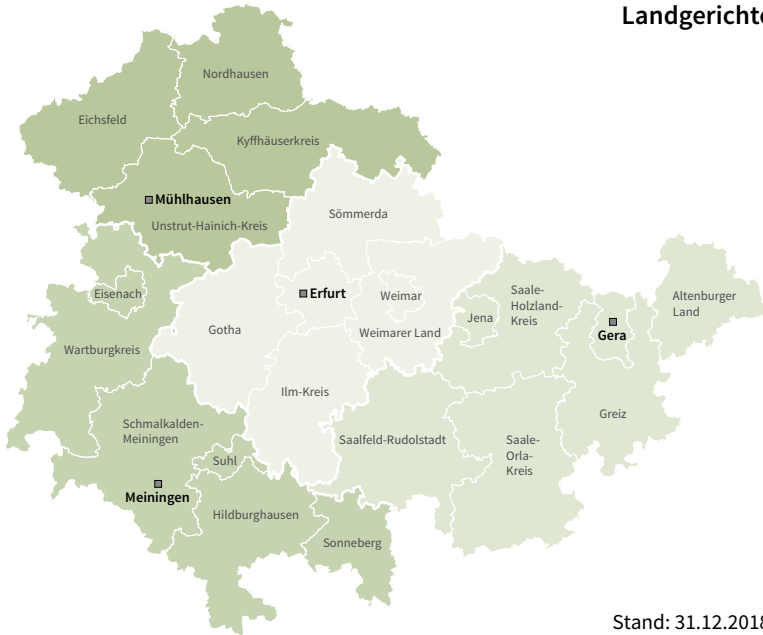 Landgerichte
Nordhausen
Eichsfeld
Kyffhäuserkreis
Mühlhausen
Unstrut-Hainich-Kreis
Sömmerda
Eisenach
Erfurt
Weimar
Saale-
Holzland-
Kreis
Altenburger
Land
Jena
Gotha
Weimarer Land
Gera
Wartburgkreis
Ilm-Kreis
Greiz
Schmalkalden-
Meiningen
Saalfeld-Rudolstadt
Saale-
Orla-
Kreis
Suhl
Meiningen
Hildburghausen
Sonneberg
Stand: 31.12.2018